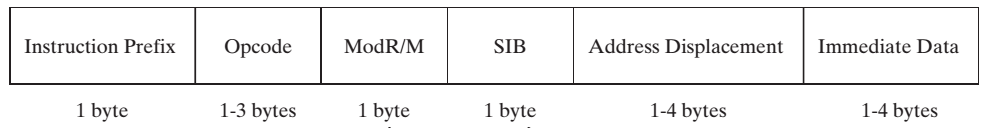 Instruction Prefix Opcode ModR/M SIB Address Displacement Immediate Data
1 byte 1-3 bytes 1 byte 1 byte 1-4 bytes 1-4 bytes